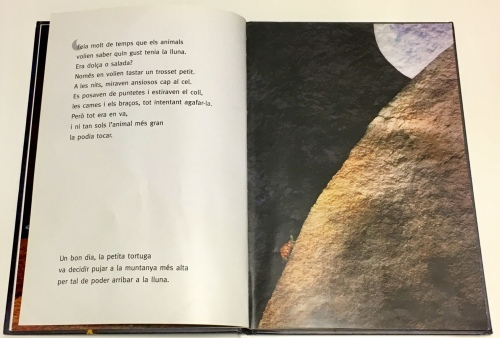 Feia molt de temps que els animals
volien saber quin gust tenia la lluna.
Era dolça o salada?
Només en volien tastar un trosset petit.
A les nits, miraven ansiosos cap al cel.
Es posaven de puntetes i estiraven el coll,
les cames i els braços, tot intentant agafar-la.
Però tot era en va,
i ni tan sols l'animal més gran
la podia tocar.
Un bon dia, la petita tortuga
va decidir pujar a la muntanya més alta
per tal de poder arribar a la lluna.